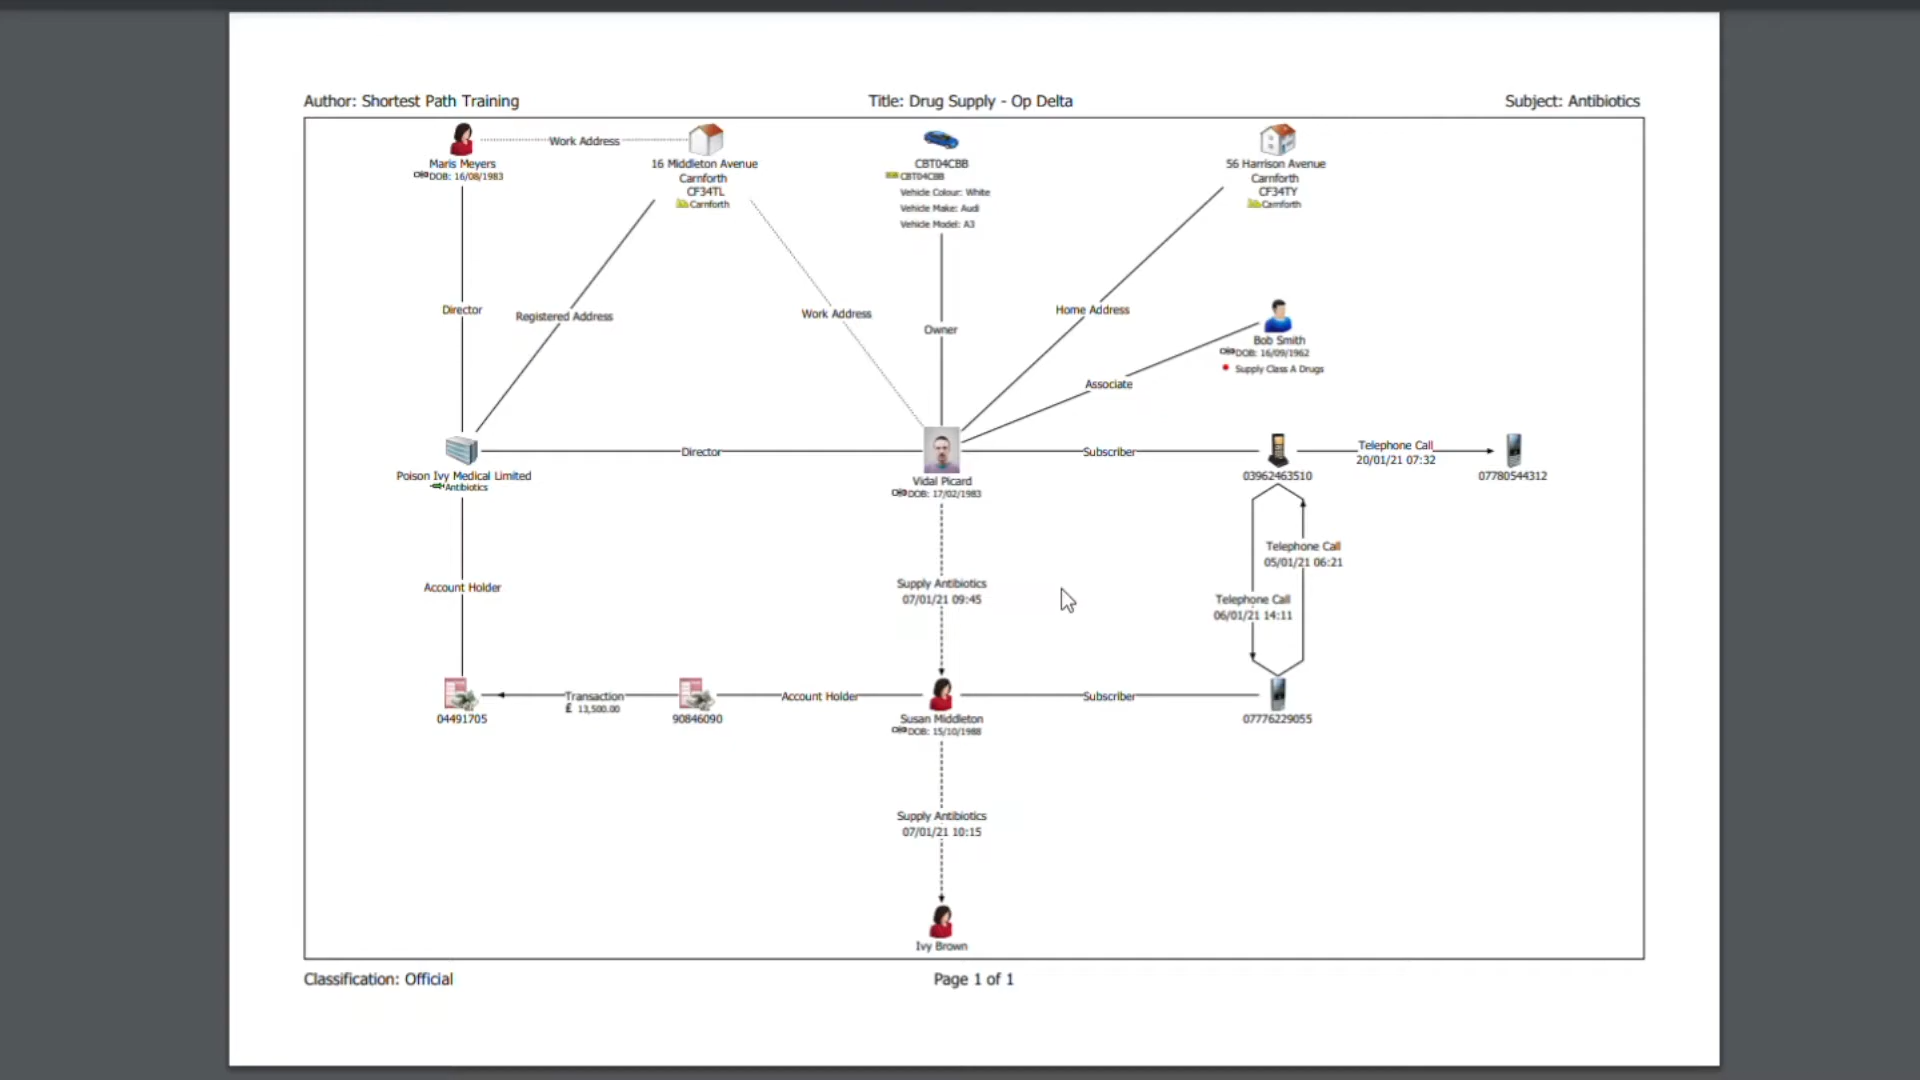 Author: Shortest Path Training
Title: Drug Supply - Op Delta
Subject: Antibiotics
Maris Meyers
DOB: 16/08/1983
Work Address
16 Middleton Avenue
Carnforth
CF34TL
Carnforth
CBT04CBB
CBT04CBB
Vehicle Colour: White
Vehicle Make: Audi
Vehicle Model: A3
56 Harrison Avenue
Carnforth
CF34TY
Carnforth
Director
Registered Address
Work Address
Owner
Home Address
Bob Smith
DOB: 16/09/1962
Supply Class A Drugs
Associate
Poison Ivy Medical Limited
Antibiotics
Director
Vidal Picard
DOB: 17/02/1983
Subscriber
03962463510
Telephone Call
20/01/21 07:32
07780544312
Telephone Call
05/01/21 06:21
Account Holder
Supply Antibiotics
07/01/21 09:45
Telephone Call
06/01/21 14:11
04491705
Transaction
£ 13,500.00
90846090
Account Holder
Susan Middleton
DOB: 15/10/1988
Subscriber
07776229055
Supply Antibiotics
07/01/21 10:15
Ivy Brown
Classification: Official
Page 1 of 1